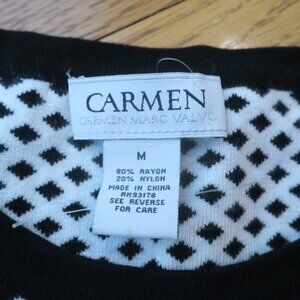 CARMEN
CARMEN MARC VALVO
M
80% RAYON
20% NYLON
MADE IN CHINA
RN93178
SEE REVERSE
FOR CARE